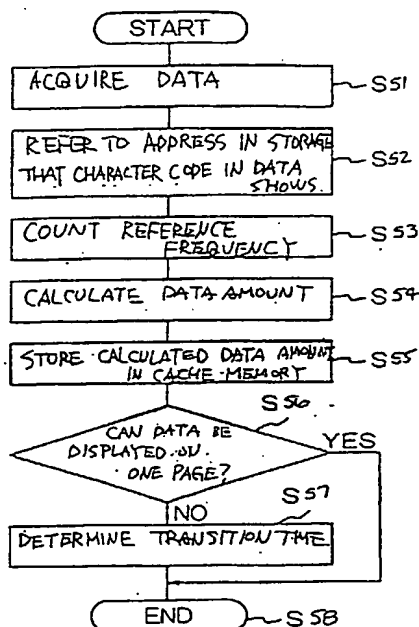 START
ACQUIRE DATA
S51
REFER TO ADDRESS IN STORAGE
THAT CHARACTER CODE IN DATA
SHOWS.
S52
COUNT REFERENCE
FREQUENCY
S53
CALCULATE DATA AMOUNT
S54
STORE CALCULATED DATA AMOUNT
IN CACHE MEMORY
S55
S56
CAN DATA BE
DISPLAYED ON
ONE PAGE?
YES
NO
S57
DETERMINE TRANSITION TIME
END
S58